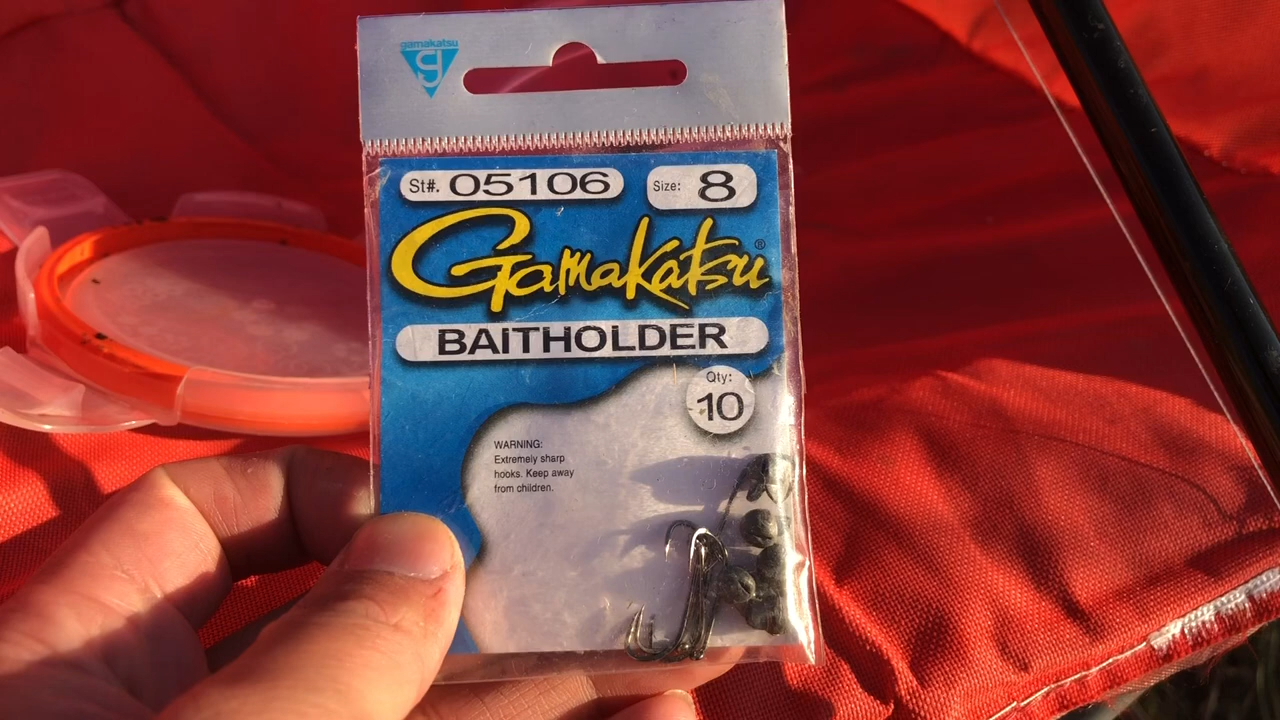 gamakatsu
G
St#. 05106
Size: 8
Gamakatsu®
BAITHOLDER
Qty:
10
WARNING:
Extremely sharp
hooks. Keep away
from children.